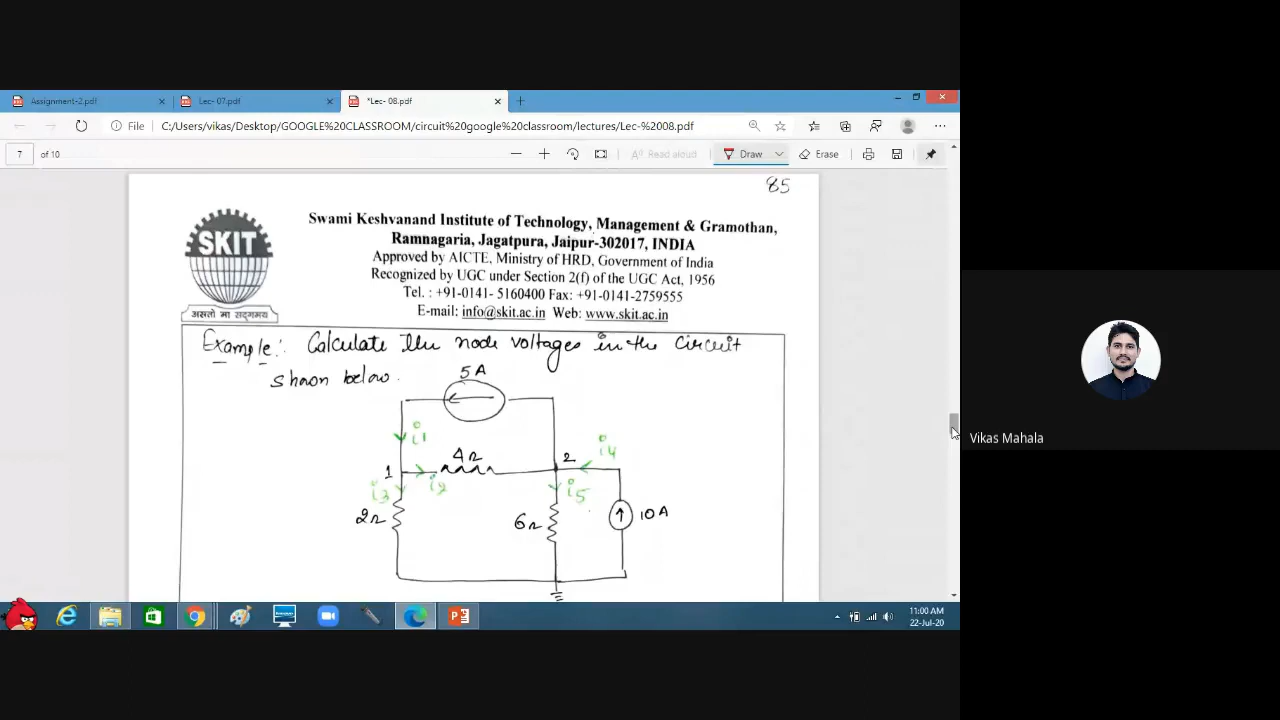 Assignment-2.pdf
Lec- 07.pdf
*Lec- 08.pdf
File
C:/Users/vikas/Desktop/GOOGLE%20CLASSROOM/circuit%20google%20classroom/lectures/Lec-%2008.pdf
7 of 10
Read aloud
Draw
Erase
85
SKIT
असतो मा सद्गमय
Swami Keshvanand Institute of Technology, Management & Gramothan,
Ramnagaria, Jagatpura, Jaipur-302017, INDIA
Approved by AICTE, Ministry of HRD, Government of India
Recognized by UGC under Section 2(f) of the UGC Act, 1956
Tel. : +91-0141- 5160400 Fax: +91-0141-2759555
E-mail: info@skit.ac.in Web: www.skit.ac.in
Example:. Calculate the node voltages in the circuit
shown below.
5A
i1
4Ω
2
i4
1
i2
i3
i5
2Ω
6Ω
10A
Vikas Mahala
11:00 AM
22-Jul-20